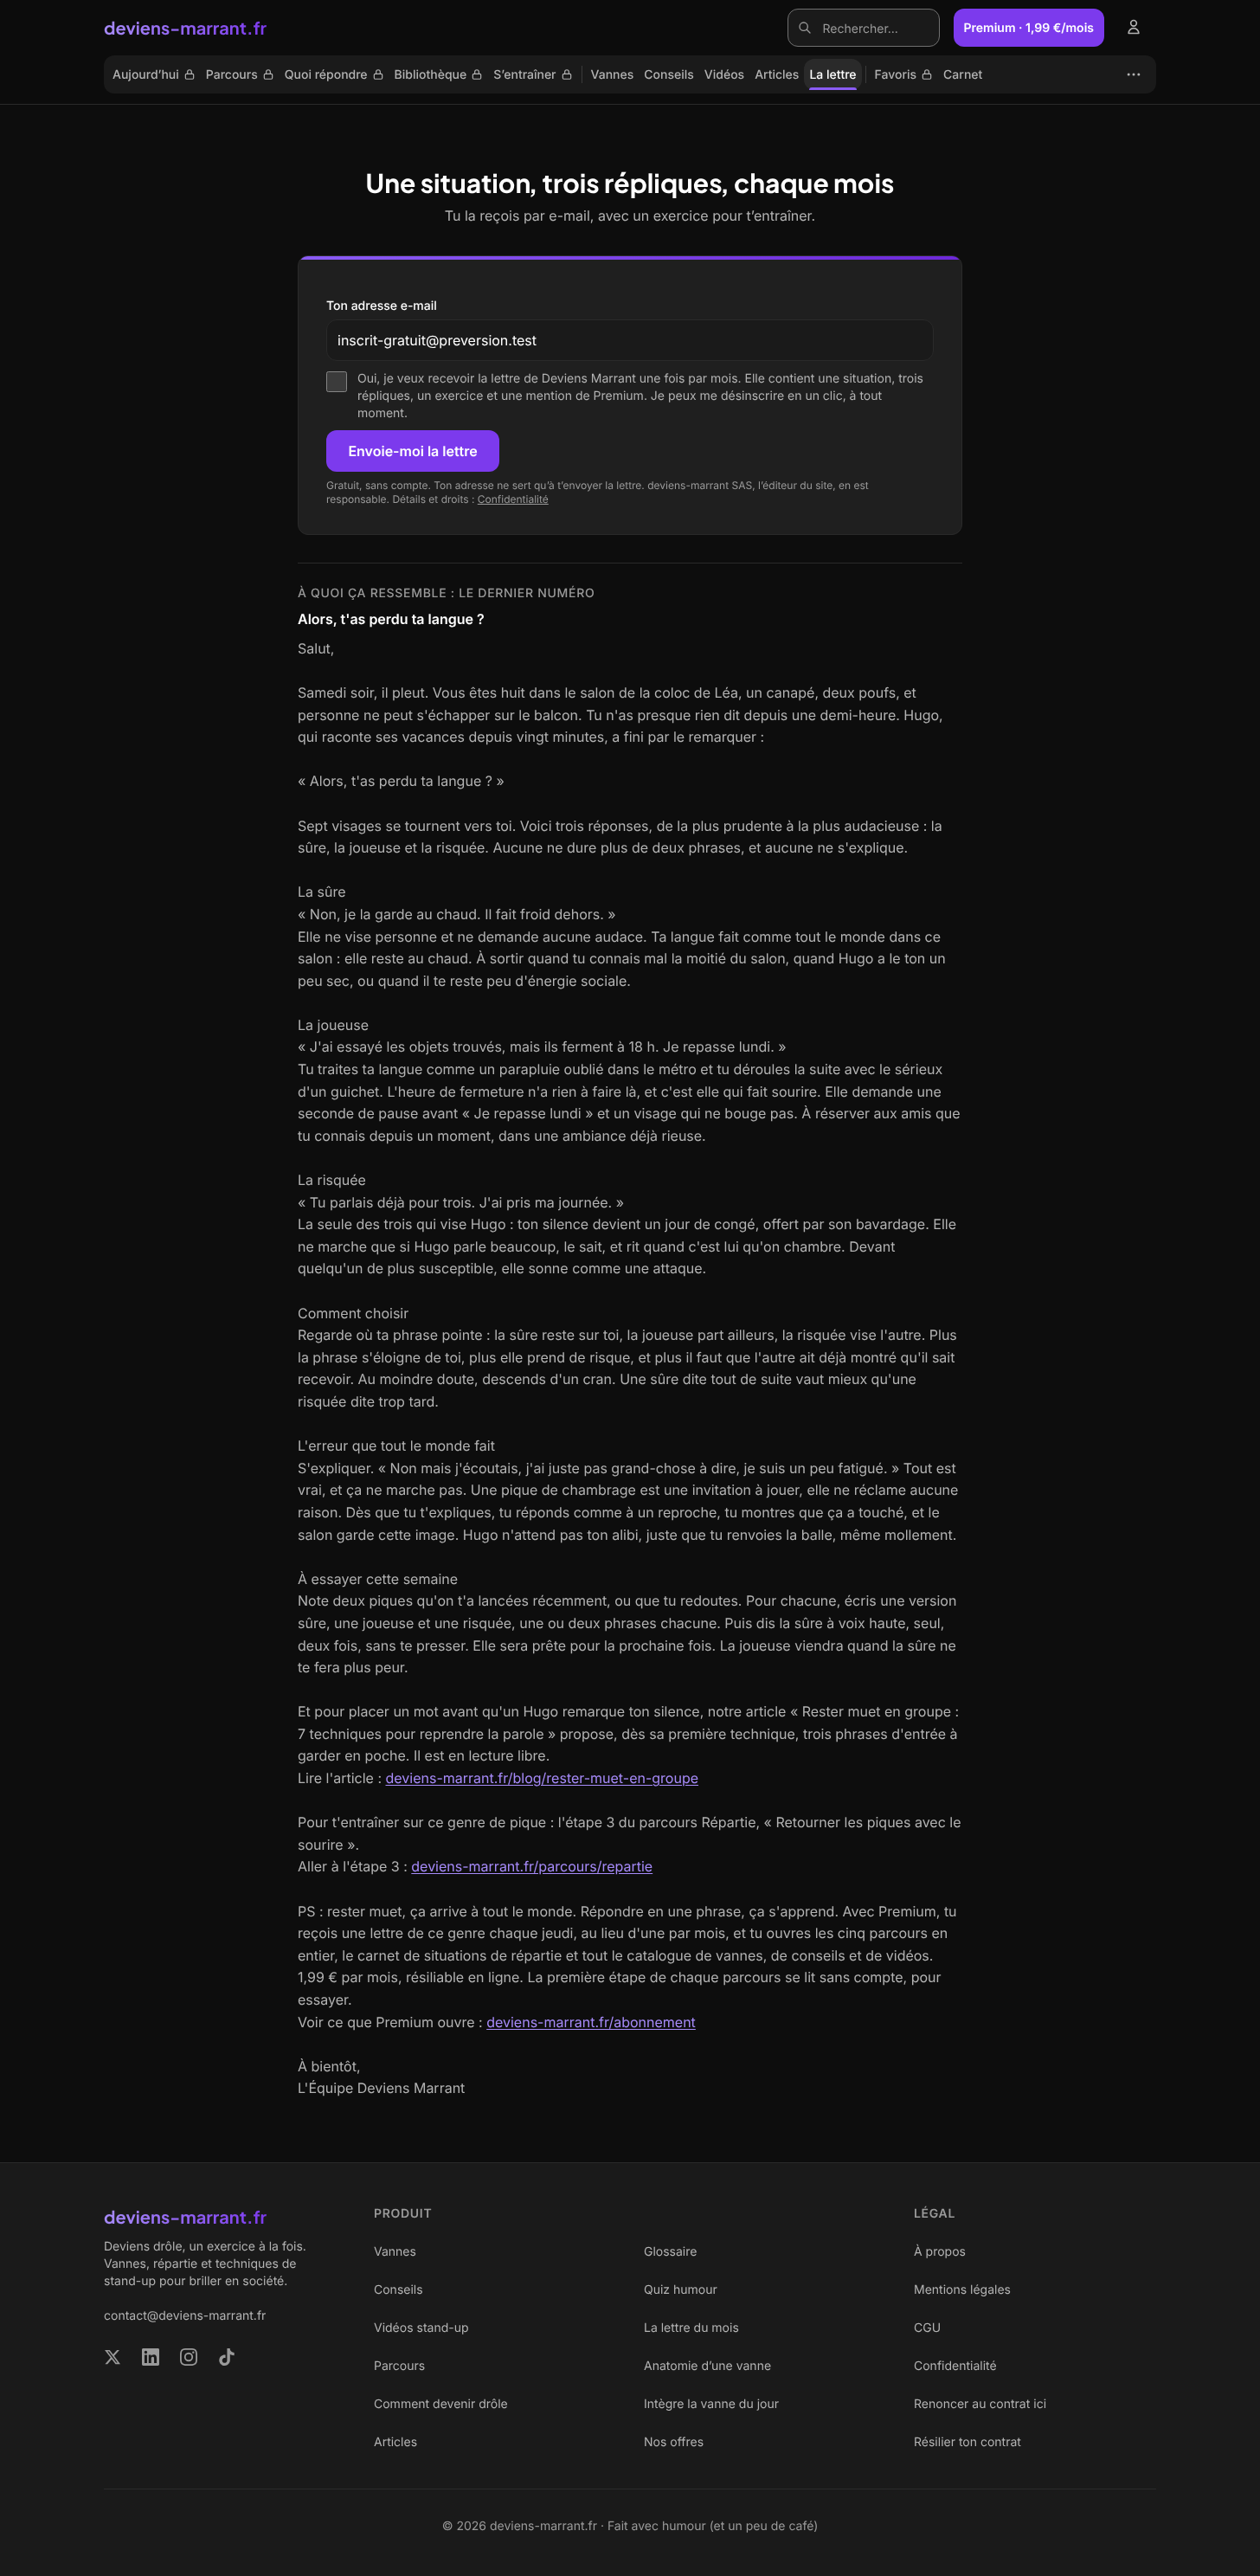 deviens-marrant.fr
Rechercher...
Premium · 1,99 €/mois
Aujourd’hui
Parcours
Quoi répondre
Bibliothèque
S’entraîner
Vannes
Conseils
Vidéos
Articles
La lettre
Favoris
Carnet
Une situation, trois répliques, chaque mois
Tu la reçois par e-mail, avec un exercice pour t’entraîner.
Ton adresse e-mail
inscrit-gratuit@preversion.test
Oui, je veux recevoir la lettre de Deviens Marrant une fois par mois. Elle contient une situation, trois
répliques, un exercice et une mention de Premium. Je peux me désinscrire en un clic, à tout
moment.
Envoie-moi la lettre
Gratuit, sans compte. Ton adresse ne sert qu’à t’envoyer la lettre. deviens-marrant SAS, l’éditeur du site, en est
responsable. Détails et droits : Confidentialité
À QUOI ÇA RESSEMBLE : LE DERNIER NUMÉRO
Alors, t'as perdu ta langue ?
Salut,
Samedi soir, il pleut. Vous êtes huit dans le salon de la coloc de Léa, un canapé, deux poufs, et
personne ne peut s'échapper sur le balcon. Tu n'as presque rien dit depuis une demi-heure. Hugo,
qui raconte ses vacances depuis vingt minutes, a fini par le remarquer :
« Alors, t'as perdu ta langue ? »
Sept visages se tournent vers toi. Voici trois réponses, de la plus prudente à la plus audacieuse : la
sûre, la joueuse et la risquée. Aucune ne dure plus de deux phrases, et aucune ne s'explique.
La sûre
« Non, je la garde au chaud. Il fait froid dehors. »
Elle ne vise personne et ne demande aucune audace. Ta langue fait comme tout le monde dans ce
salon : elle reste au chaud. À sortir quand tu connais mal la moitié du salon, quand Hugo a le ton un
peu sec, ou quand il te reste peu d'énergie sociale.
La joueuse
« J'ai essayé les objets trouvés, mais ils ferment à 18 h. Je repasse lundi. »
Tu traites ta langue comme un parapluie oublié dans le métro et tu déroules la suite avec le sérieux
d'un guichet. L'heure de fermeture n'a rien à faire là, et c'est elle qui fait sourire. Elle demande une
seconde de pause avant « Je repasse lundi » et un visage qui ne bouge pas. À réserver aux amis que
tu connais depuis un moment, dans une ambiance déjà rieuse.
La risquée
« Tu parlais déjà pour trois. J'ai pris ma journée. »
La seule des trois qui vise Hugo : ton silence devient un jour de congé, offert par son bavardage. Elle
ne marche que si Hugo parle beaucoup, le sait, et rit quand c'est lui qu'on chambre. Devant
quelqu'un de plus susceptible, elle sonne comme une attaque.
Comment choisir
Regarde où ta phrase pointe : la sûre reste sur toi, la joueuse part ailleurs, la risquée vise l'autre. Plus
la phrase s'éloigne de toi, plus elle prend de risque, et plus il faut que l'autre ait déjà montré qu'il sait
recevoir. Au moindre doute, descends d'un cran. Une sûre dite tout de suite vaut mieux qu'une
risquée dite trop tard.
L'erreur que tout le monde fait
S'expliquer. « Non mais j'écoutais, j'ai juste pas grand-chose à dire, je suis un peu fatigué. » Tout est
vrai, et ça ne marche pas. Une pique de chambrage est une invitation à jouer, elle ne réclame aucune
raison. Dès que tu t'expliques, tu réponds comme à un reproche, tu montres que ça a touché, et le
salon garde cette image. Hugo n'attend pas ton alibi, juste que tu renvoies la balle, même mollement.
À essayer cette semaine
Note deux piques qu'on t'a lancées récemment, ou que tu redoutes. Pour chacune, écris une version
sûre, une joueuse et une risquée, une ou deux phrases chacune. Puis dis la sûre à voix haute, seul,
deux fois, sans te presser. Elle sera prête pour la prochaine fois. La joueuse viendra quand la sûre ne
te fera plus peur.
Et pour placer un mot avant qu'un Hugo remarque ton silence, notre article « Rester muet en groupe :
7 techniques pour reprendre la parole » propose, dès sa première technique, trois phrases d'entrée à
garder en poche. Il est en lecture libre.
Lire l'article : deviens-marrant.fr/blog/rester-muet-en-groupe
Pour t'entraîner sur ce genre de pique : l'étape 3 du parcours Répartie, « Retourner les piques avec le
sourire ».
Aller à l'étape 3 : deviens-marrant.fr/parcours/repartie
PS : rester muet, ça arrive à tout le monde. Répondre en une phrase, ça s'apprend. Avec Premium, tu
reçois une lettre de ce genre chaque jeudi, au lieu d'une par mois, et tu ouvres les cinq parcours en
entier, le carnet de situations de répartie et tout le catalogue de vannes, de conseils et de vidéos.
1,99 € par mois, résiliable en ligne. La première étape de chaque parcours se lit sans compte, pour
essayer.
Voir ce que Premium ouvre : deviens-marrant.fr/abonnement
À bientôt,
L'Équipe Deviens Marrant
deviens-marrant.fr
Deviens drôle, un exercice à la fois.
Vannes, répartie et techniques de
stand-up pour briller en société.
contact@deviens-marrant.fr
PRODUIT
Vannes
Conseils
Vidéos stand-up
Parcours
Comment devenir drôle
Articles
Glossaire
Quiz humour
La lettre du mois
Anatomie d’une vanne
Intègre la vanne du jour
Nos offres
LÉGAL
À propos
Mentions légales
CGU
Confidentialité
Renoncer au contrat ici
Résilier ton contrat
© 2026 deviens-marrant.fr · Fait avec humour (et un peu de café)